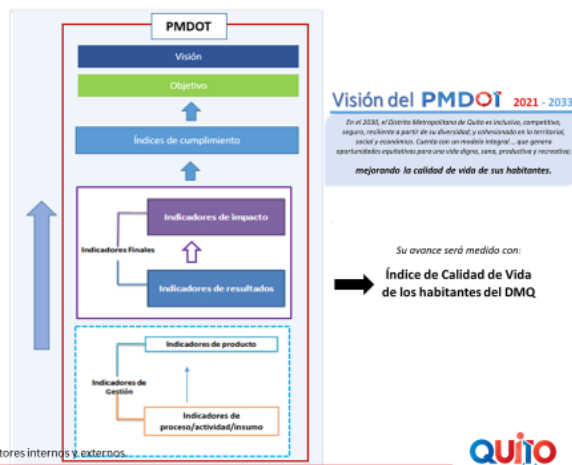 PMDOT
Visión
Objetivo
Índices de cumplimiento
Indicadores de impacto
Indicadores Finales
Indicadores de resultados
Indicadores de producto
Indicadores de
Gestión
Indicadores de
proceso/actividad/insumo
tores internos y externos.
Visión del PMDOT 2021 - 2033
En el 2030, el Distrito Metropolitano de Quito es inclusivo, competitivo,
seguro, resiliente a partir de su diversidad; y cohesionado en lo territorial,
social y económico. Cuenta con un modelo integral... que genera
oportunidades equitativas para una vida digna, sana, productiva y recreativa;
mejorando la calidad de vida de sus habitantes.
Su avance será medido con:
Índice de Calidad de Vida
de los habitantes del DMQ
QUITO